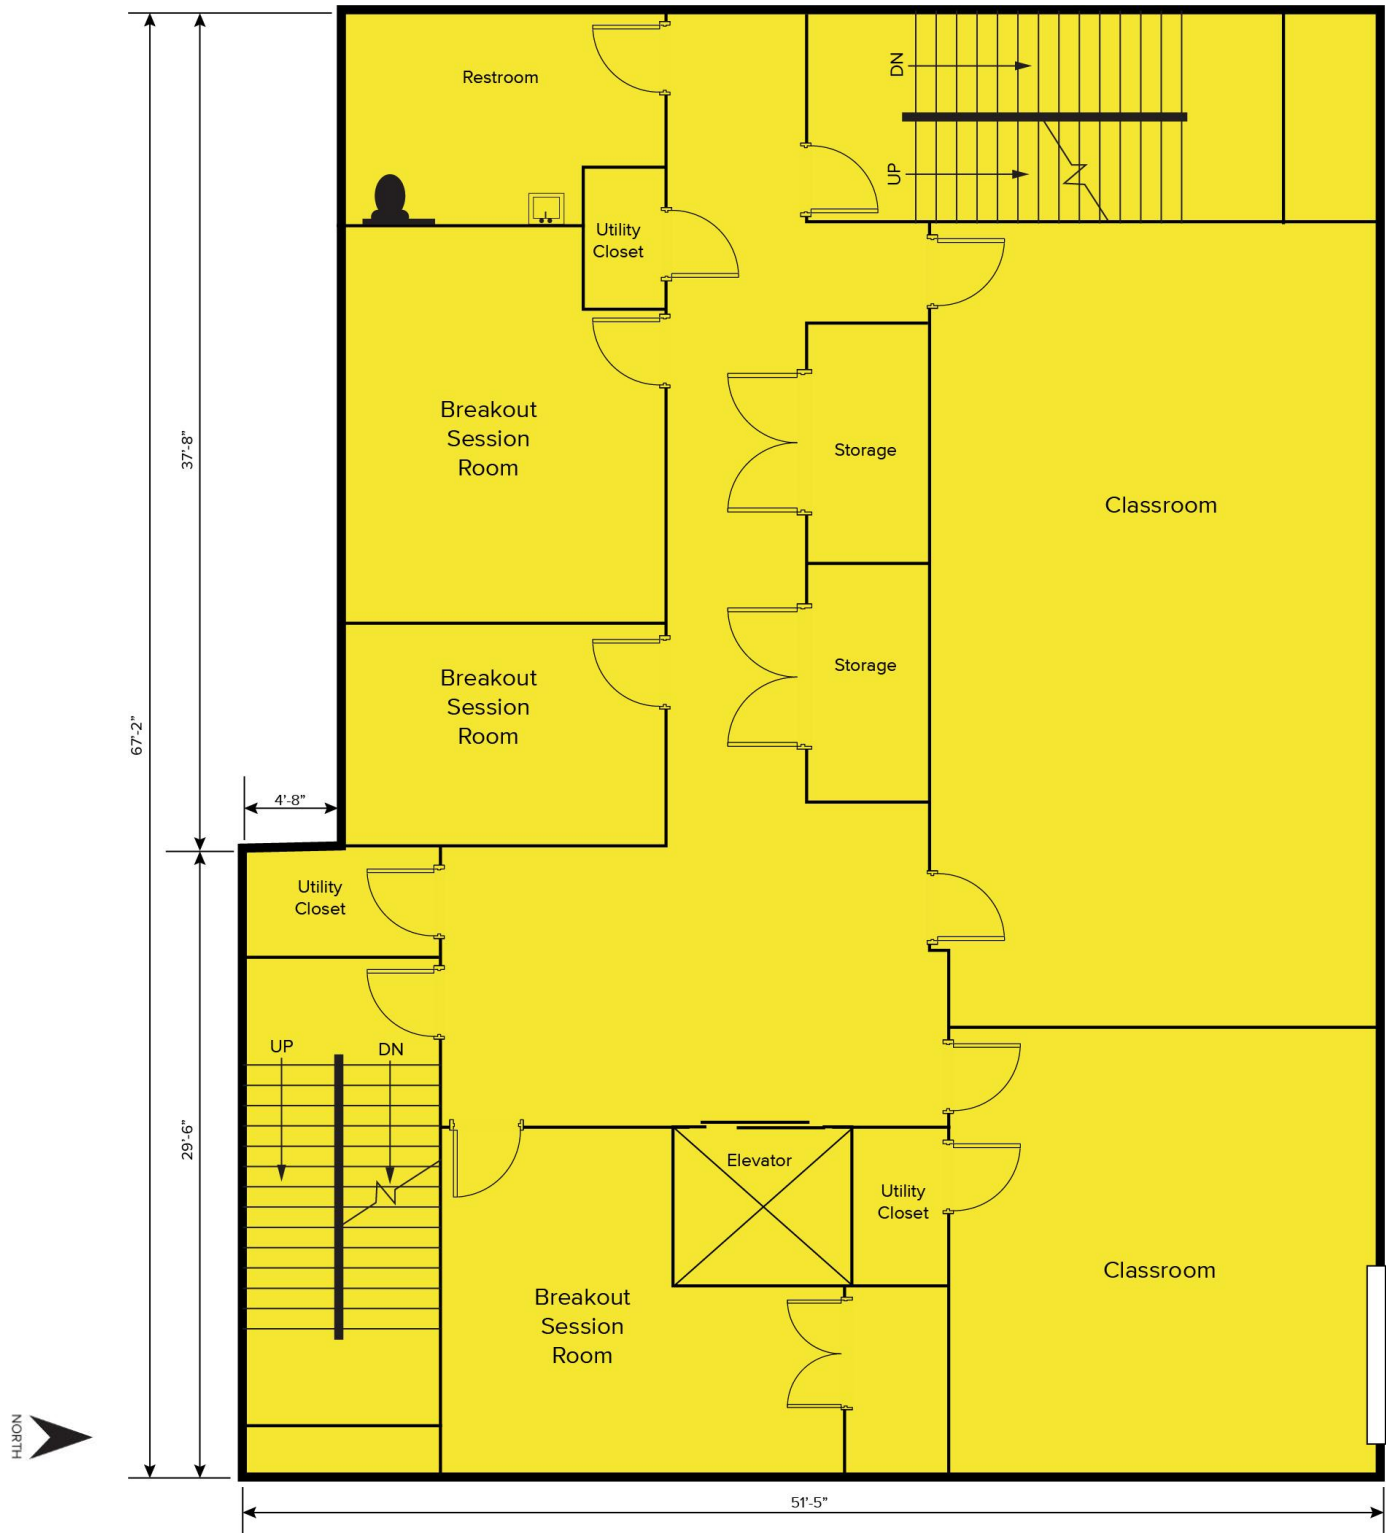 Restroom
DN
UP
Utility
Closet
Breakout
Session
Room
37'-8”
Storage
Classroom
Storage
Breakout
Session
Room
67'-2”
4'-8”
Utility
Closet
UP
DN
29'-6”
Elevator
Utility
Closet
Classroom
Breakout
Session
Room
NORTH
51'-5”